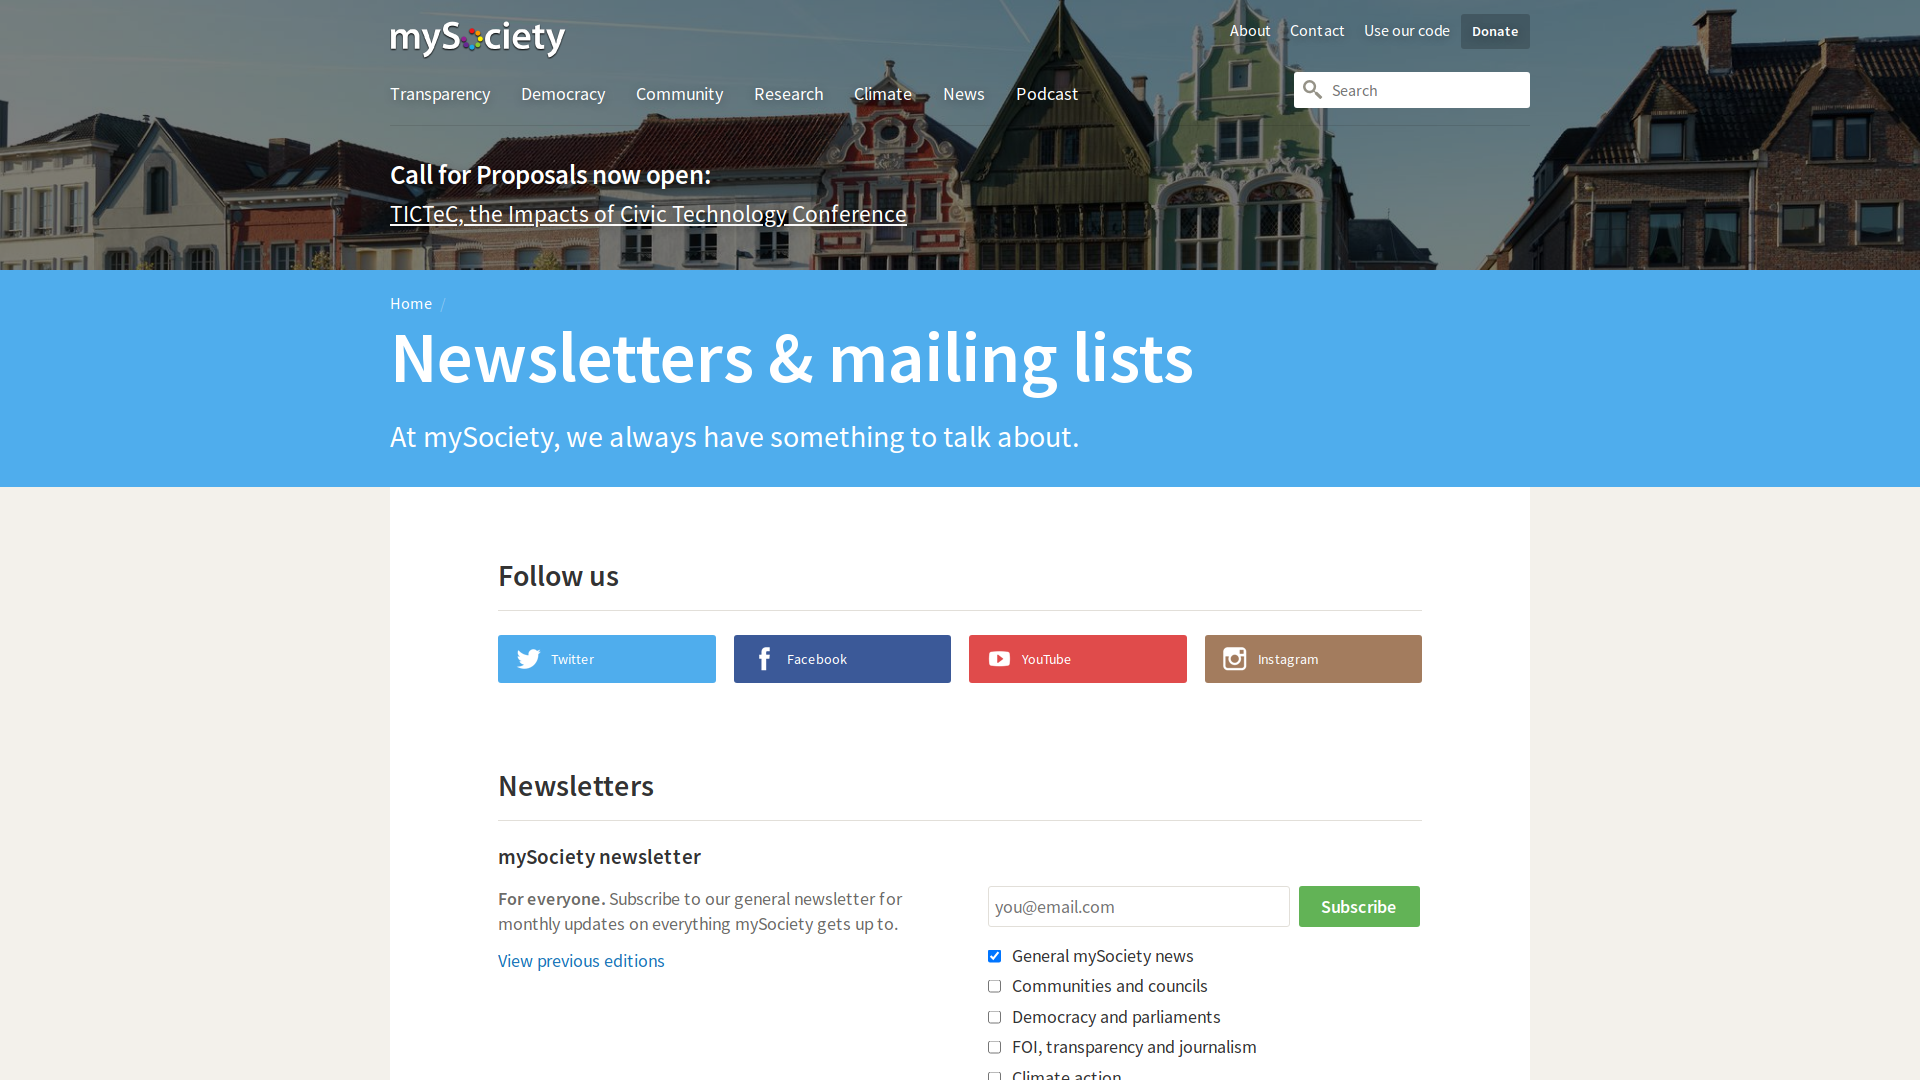 mySociety
About
Contact
Use our code
Donate
Transparency
Democracy
Community
Research
Climate
News
Podcast
Search
Call for Proposals now open:
TICTeC, the Impacts of Civic Technology Conference
Home /
Newsletters & mailing lists
At mySociety, we always have something to talk about.
Follow us
Twitter
Facebook
YouTube
Instagram
Newsletters
mySociety newsletter
For everyone. Subscribe to our general newsletter for
monthly updates on everything mySociety gets up to.
View previous editions
you@email.com
Subscribe
General mySociety news
Communities and councils
Democracy and parliaments
FOI, transparency and journalism
Climate action